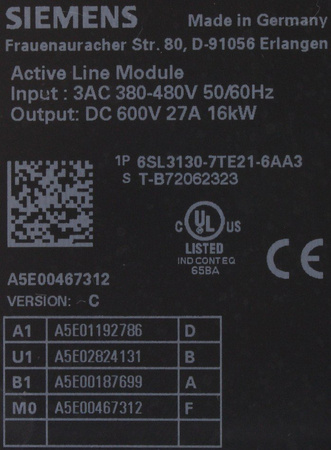 SIEMENS Made in Germany
Frauenauracher Str. 80, D-91056 Erlangen
Active Line Module
Input : 3AC 380-480V 50/60Hz
Output: DC 600V 27A 16kW
1P 6SL3130-7TE21-6AA3
S T-B72062323
C UL US
LISTED
IND CONT EQ
65BA
CE
A5E00467312
VERSION: ~C
A1 A5E01192786 D
U1 A5E02824131 B
B1 A5E00187699 A
M0 A5E00467312 F